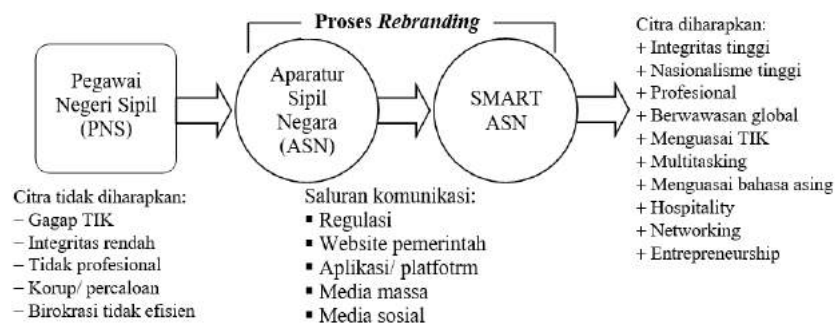 Proses Rebranding
Pegawai
Negeri Sipil
(PNS)
Aparatur
Sipil
Negara
(ASN)
SMART
ASN
Citra diharapkan:
+ Integritas tinggi
+ Nasionalisme tinggi
+ Profesional
+ Berwawasan global
+ Menguasai TIK
+ Multitasking
+ Menguasai bahasa asing
+ Hospitality
+ Networking
+ Entrepreneurship
Citra tidak diharapkan:
− Gagap TIK
− Integritas rendah
− Tidak profesional
− Korup/ percaloan
− Birokrasi tidak efisien
Saluran komunikasi:
▪ Regulasi
▪ Website pemerintah
▪ Aplikasi/ platfotrm
▪ Media massa
▪ Media sosial